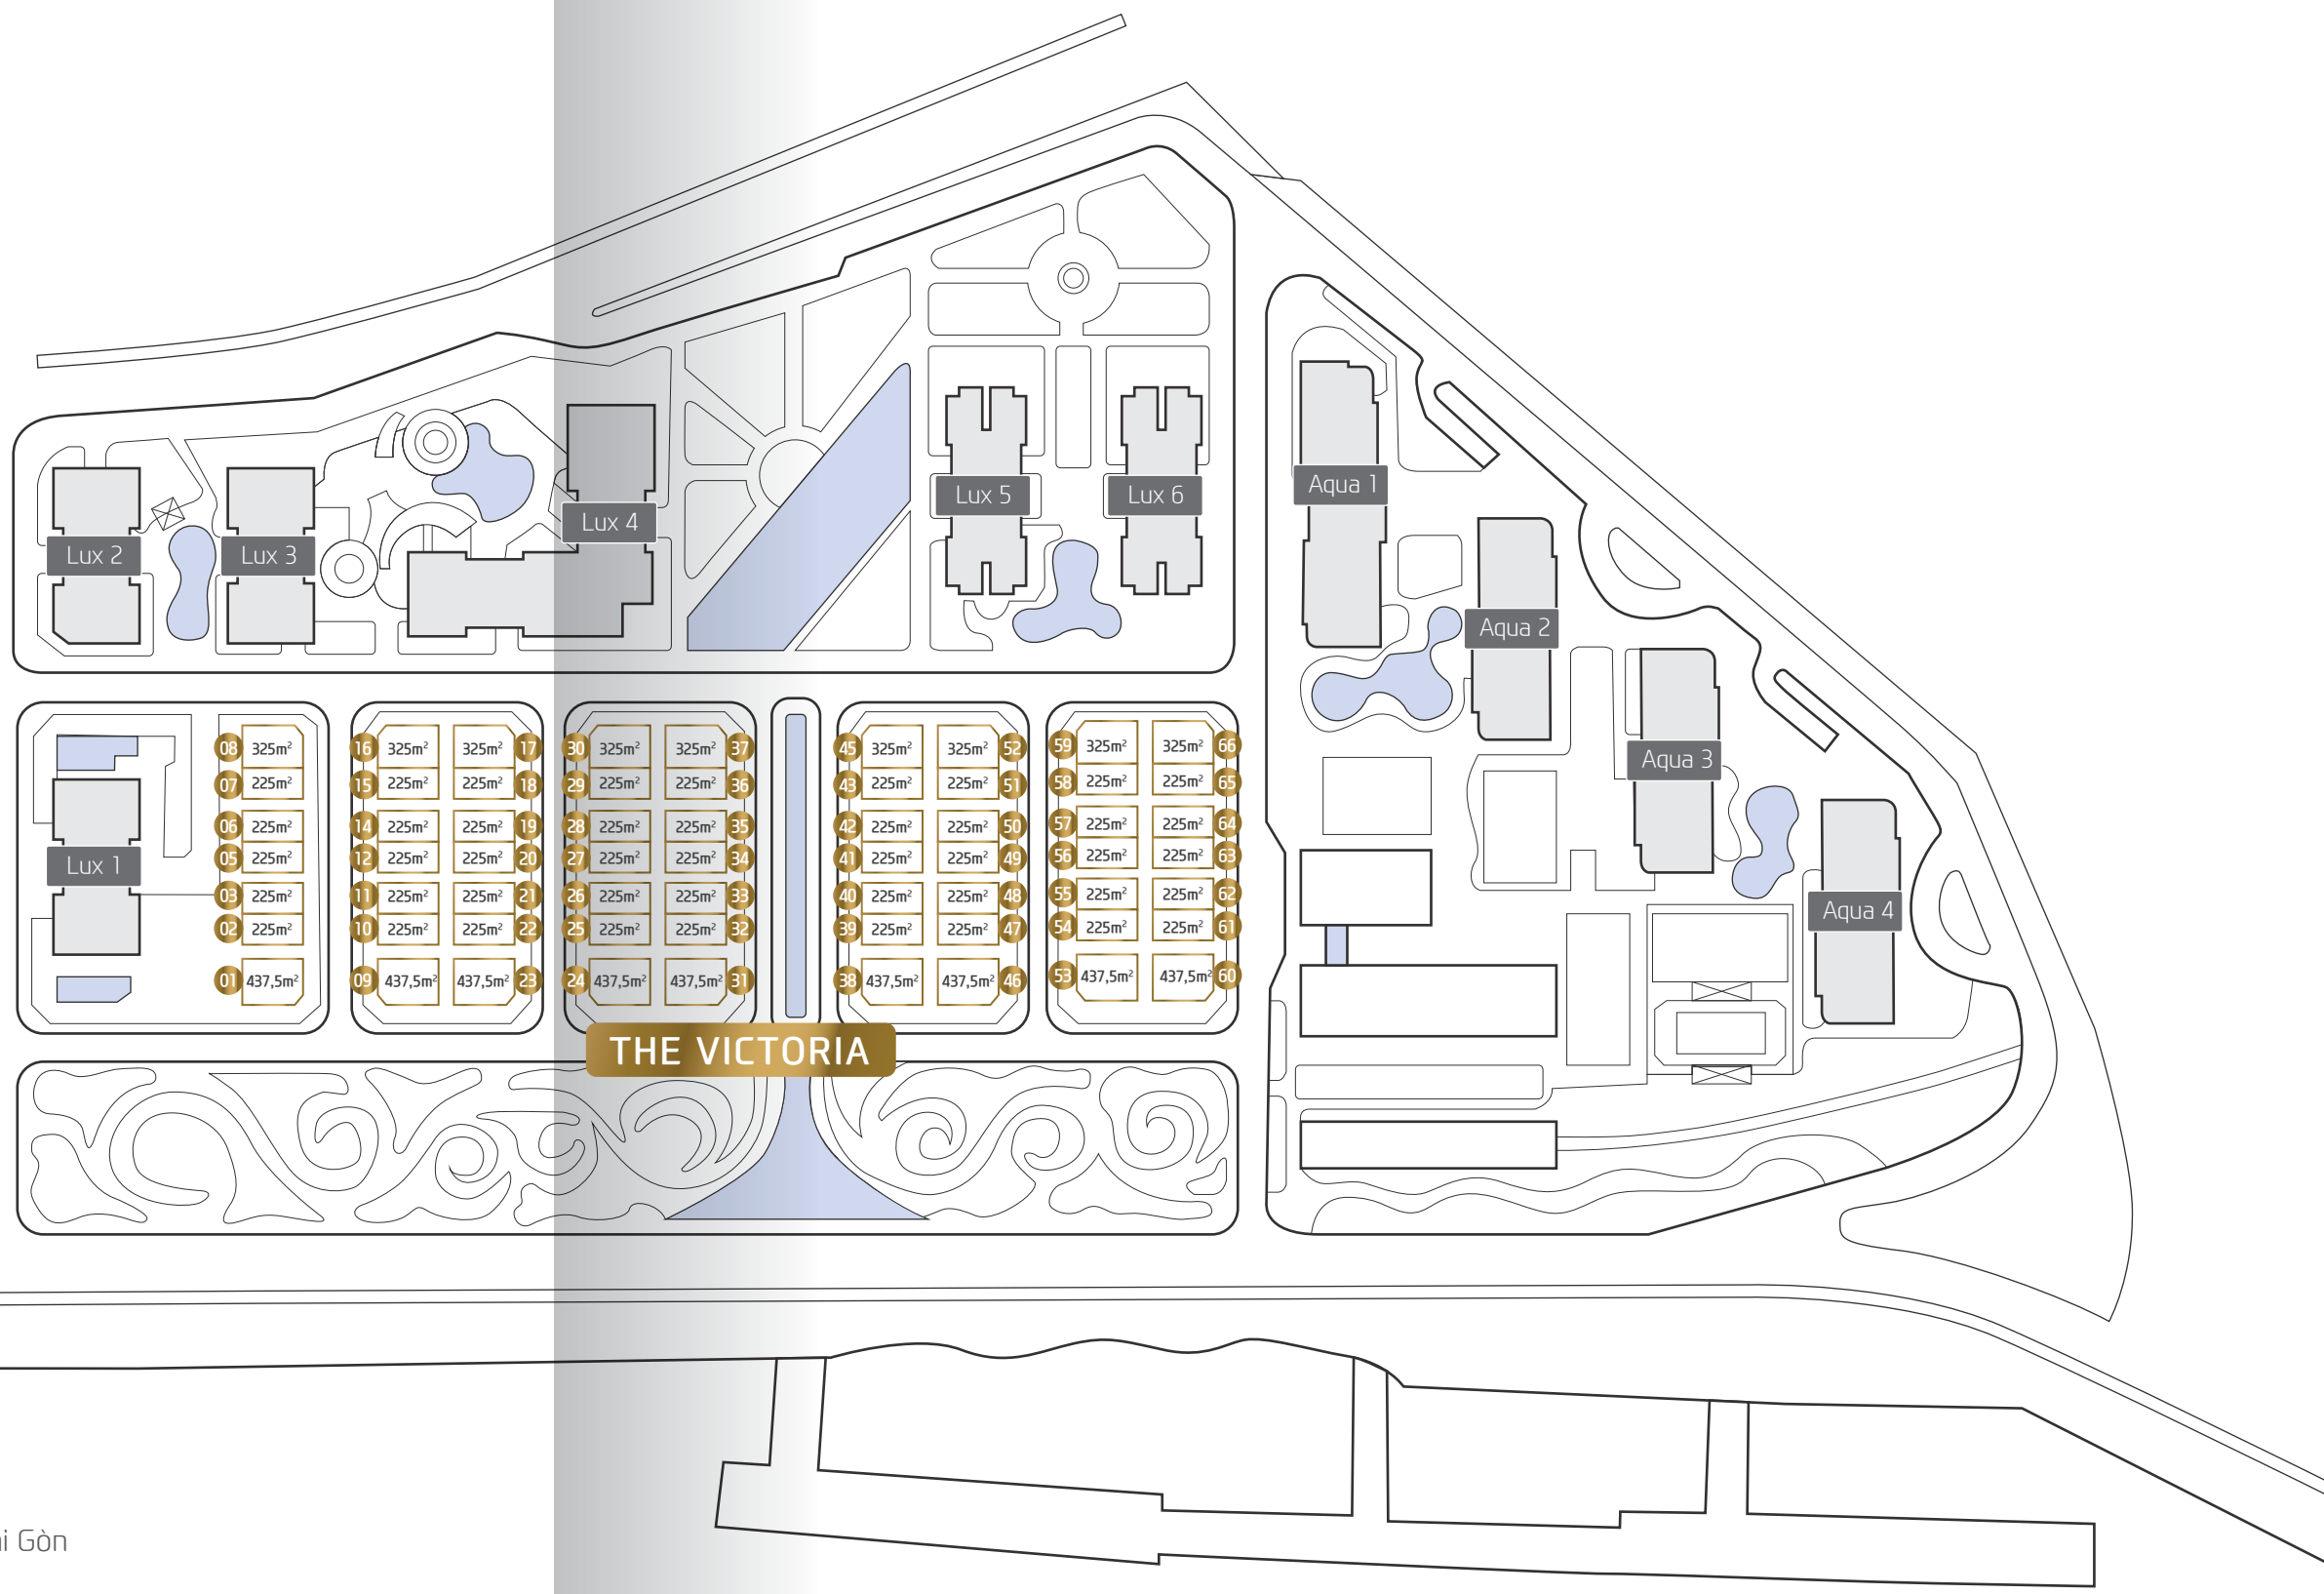 Lux 5
Lux 6
Aqua 1
Lux 4
Lux 2
Lux 3
Aqua 2
Aqua 3
Aqua 4
Lux 1
08 325m²
07 225m²
06 225m²
05 225m²
03 225m²
02 225m²
01 437,5m²
16 325m² 325m² 17
15 225m² 225m² 18
14 225m² 225m² 19
12 225m² 225m² 20
11 225m² 225m² 21
10 225m² 225m² 22
09 437,5m² 437,5m² 23
30 325m² 325m² 37
29 225m² 225m² 36
28 225m² 225m² 35
27 225m² 225m² 34
26 225m² 225m² 33
25 225m² 225m² 32
24 437,5m² 437,5m² 31
45 325m² 325m² 52
43 225m² 225m² 51
42 225m² 225m² 50
41 225m² 225m² 49
40 225m² 225m² 48
39 225m² 225m² 47
38 437,5m² 437,5m² 46
59 325m² 325m² 66
58 225m² 225m² 65
57 225m² 225m² 64
56 225m² 225m² 63
55 225m² 225m² 62
54 225m² 225m² 61
53 437,5m² 437,5m² 60
THE VICTORIA
Gòn